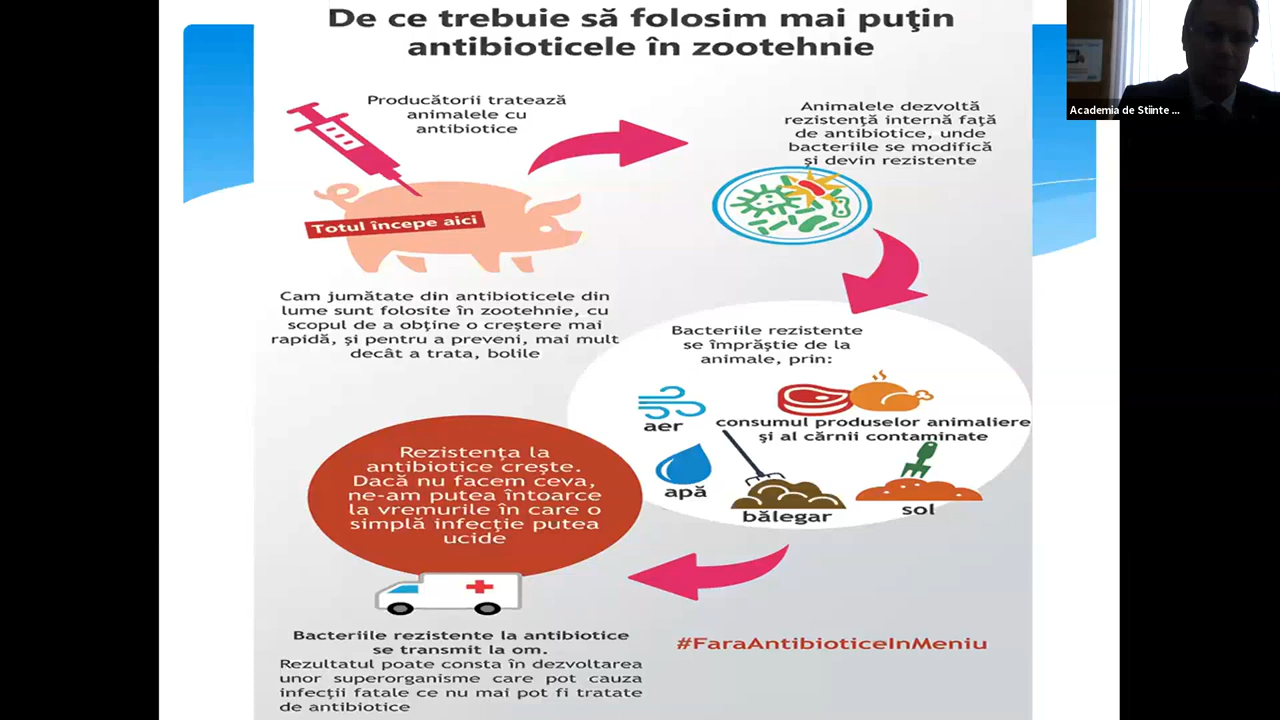 De ce trebuie să folosim mai puţin
antibioticele în zootehnie
Producătorii tratează
animalele cu
antibiotice
Totul începe aici
Cam jumătate din antibioticele din
lume sunt folosite în zootehnie, cu
scopul de a obţine o creştere mai
rapidă, şi pentru a preveni, mai mult
decât a trata, bolile
Animalele dezvoltă
rezistenţă internă faţă
de antibiotice, unde
bacteriile se modifică
şi devin rezistente
Bacteriile rezistente
se împrăştie de la
animale, prin:
aer
consumul produselor animaliere
şi al cărnii contaminate
apă
bălegar
sol
Rezistenţa la
antibiotice creşte.
Dacă nu facem ceva,
ne-am putea întoarce
la vremurile în care o
simplă infecţie putea
ucide
Bacteriile rezistente la antibiotice
se transmit la om.
Rezultatul poate consta în dezvoltarea
unor superorganisme care pot cauza
infecţii fatale ce nu mai pot fi tratate
de antibiotice
#FaraAntibioticeInMeniu
Academia de Stiinte ...